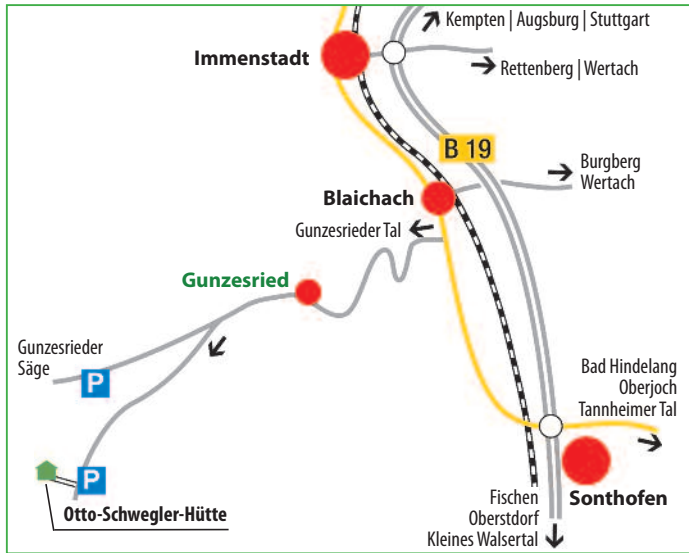 Kempten | Augsburg | Stuttgart
Immenstadt
Rettenberg | Wertach
B 19
Burgberg
Wertach
Blaichach
Gunzesrieder Tal
Gunzesried
Gunzesrieder
Säge
P
Bad Hindelang
Oberjoch
Tannheimer Tal
P
Otto-Schwegler-Hütte
Sonthofen
Fischen
Oberstdorf
Kleines Walsertal